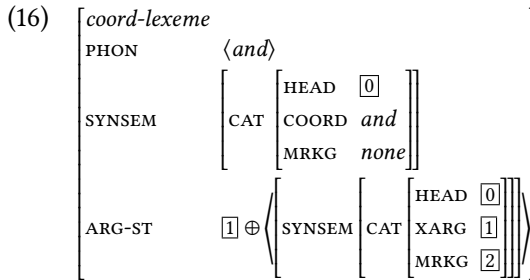 (16) coord-lexeme
PHON ⟨and⟩
HEAD 0
SYNSEM CAT COORD and
MRKG none
HEAD 0
ARG-ST 1 ⊕ ⟨ SYNSEM CAT XARG 1 ⟩
MRKG 2